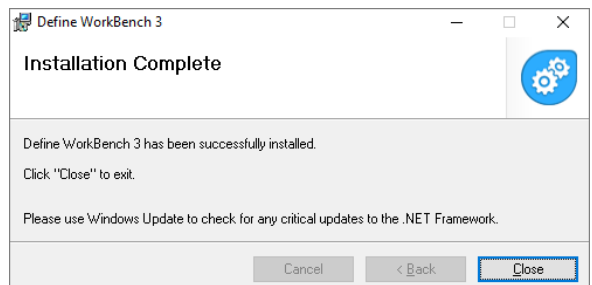 Define WorkBench 3
Installation Complete
Define WorkBench 3 has been successfully installed.
Click "Close" to exit.
Please use Windows Update to check for any critical updates to the .NET Framework.
Cancel < Back Close